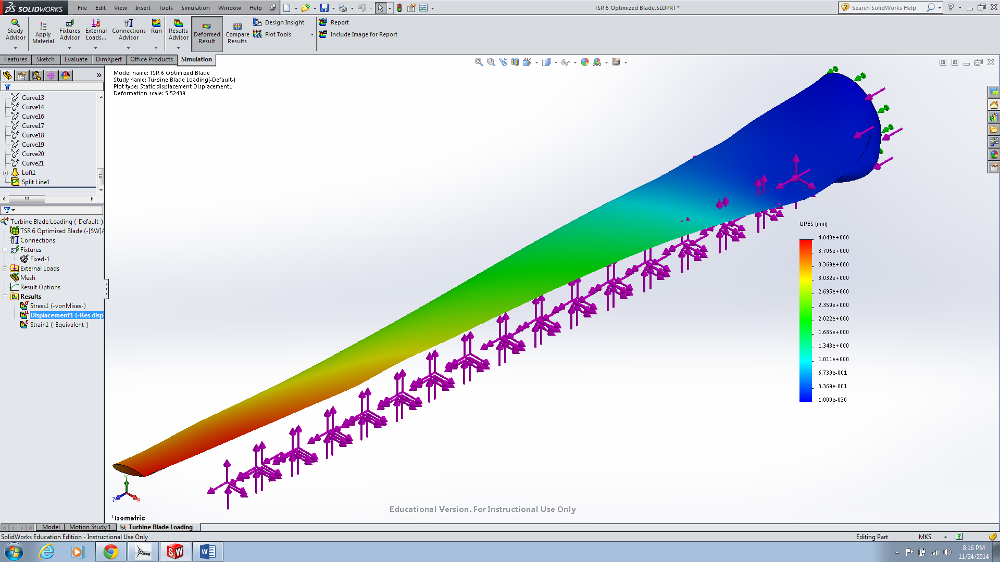 SOLIDWORKS
File Edit View Insert Tools Simulation Window Help
TSR 6 Optimized Blade.SLDPRT *
Search SolidWorks Help
Study Advisor
Apply Material
Fixtures Advisor
External Loads...
Connections Advisor
Run
Results Advisor
Deformed Result
Compare Results
Design Insight
Plot Tools
Report
Include Image for Report
Features Sketch Evaluate DimXpert Office Products Simulation
Model name: TSR 6 Optimized Blade
Study name: Turbine Blade Loading(-Default-)
Plot type: Static displacement Displacement1
Deformation scale: 5.52439
Curve13
Curve14
Curve16
Curve17
Curve18
Curve19
Curve20
Curve21
Loft1
Split Line1
Turbine Blade Loading (-Default-)
TSR 6 Optimized Blade (-[SW]A
Connections
Fixtures
Fixed-1
External Loads
Mesh
Result Options
Results
Stress1 (-vonMises-)
Displacement1 (-Res disp
Strain1 (-Equivalent-)
URES (mm)
4.043e+000
3.706e+000
3.369e+000
3.032e+000
2.695e+000
2.359e+000
2.022e+000
1.685e+000
1.348e+000
1.011e+000
6.739e-001
3.369e-001
1.000e-030
Y
Z X
Educational Version. For Instructional Use Only
*Isometric
Model Motion Study 1 Turbine Blade Loading
SolidWorks Education Edition - Instructional Use Only
Editing Part MKS
8:16 PM
11/24/2014